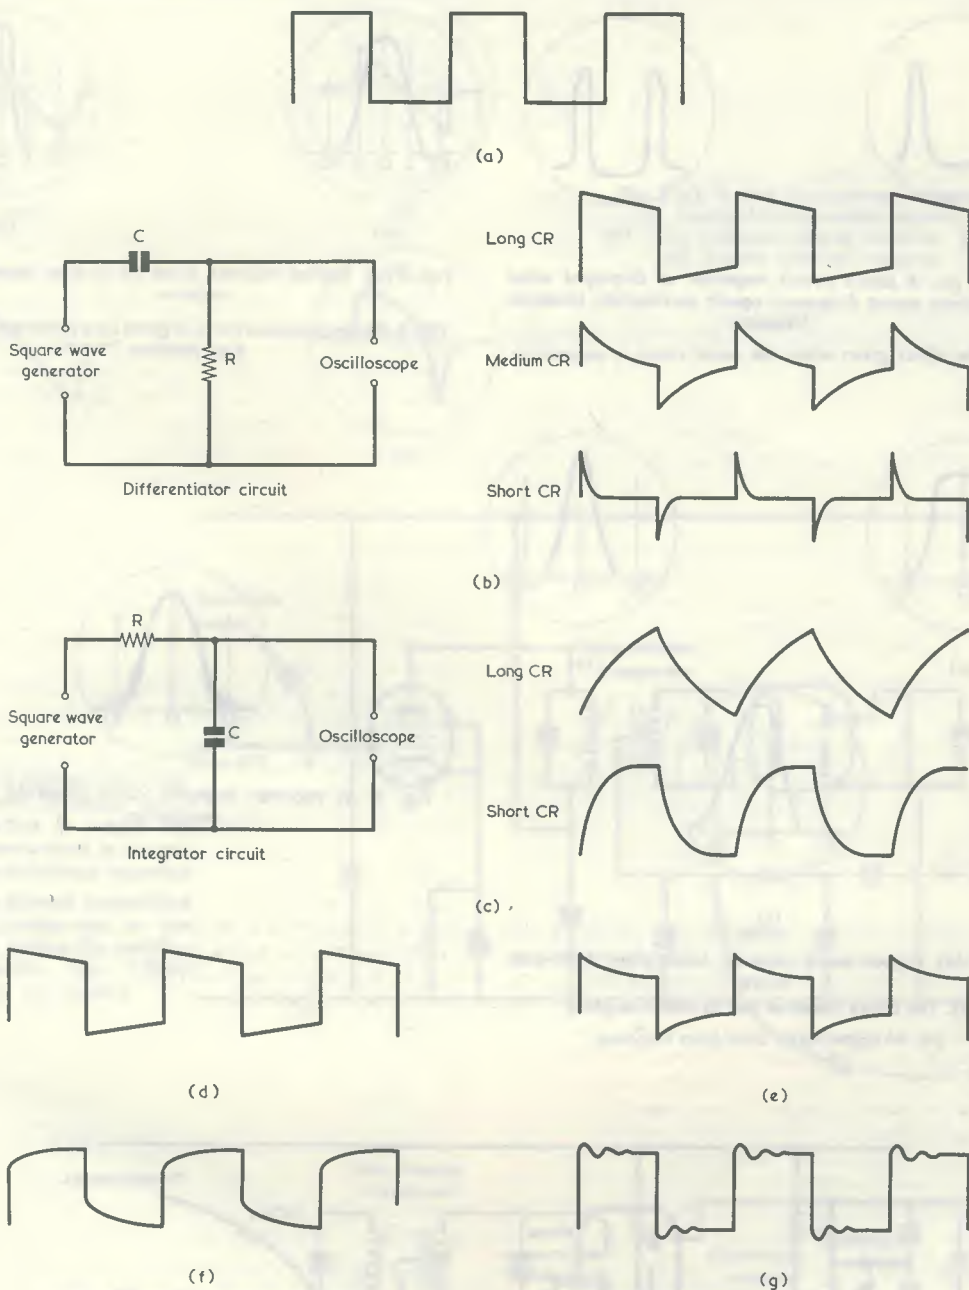 (a)
C
R
Square wave
generator
Oscilloscope
Differentiator circuit
Long CR
Medium CR
Short CR
(b)
R
C
Square wave
generator
Oscilloscope
Integrator circuit
Long CR
Short CR
(c)
(d)
(e)
(f)
(g)